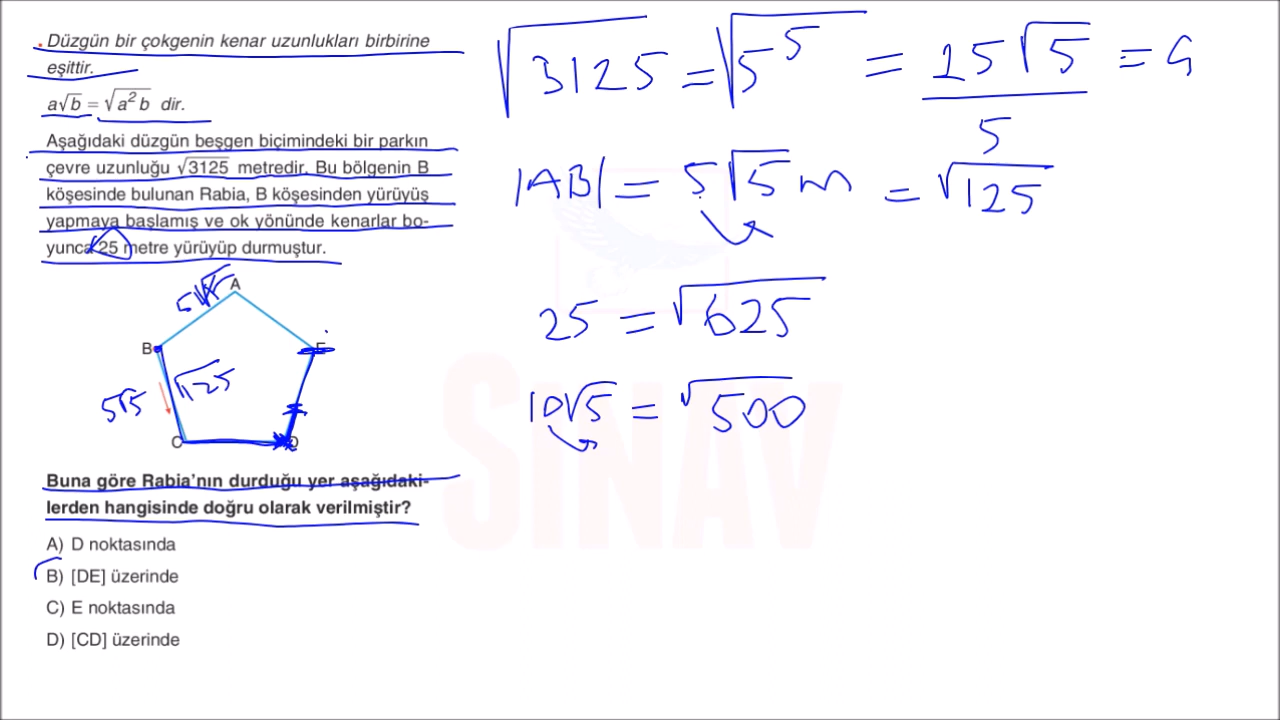 . Düzgün bir çokgenin kenar uzunlukları birbirine
eşittir.
a√b = √a²b dir.
Aşağıdaki düzgün beşgen biçimindeki bir parkın
çevre uzunluğu √3125 metredir. Bu bölgenin B
köşesinde bulunan Rabia, B köşesinden yürüyüş
yapmaya başlamış ve ok yönünde kenarlar bo-
yunca 25 metre yürüyüp durmuştur.
5√5
A
B
E
√125
5√5
C
D
Buna göre Rabia'nın durduğu yer aşağıdaki-
lerden hangisinde doğru olarak verilmiştir?
A) D noktasında
B) [DE] üzerinde
C) E noktasında
D) [CD] üzerinde
√3125 = √5⁵ = 25√5 =
5
|AB| = 5√5 m = √125
25 = √625
10√5 = √500
SINAV